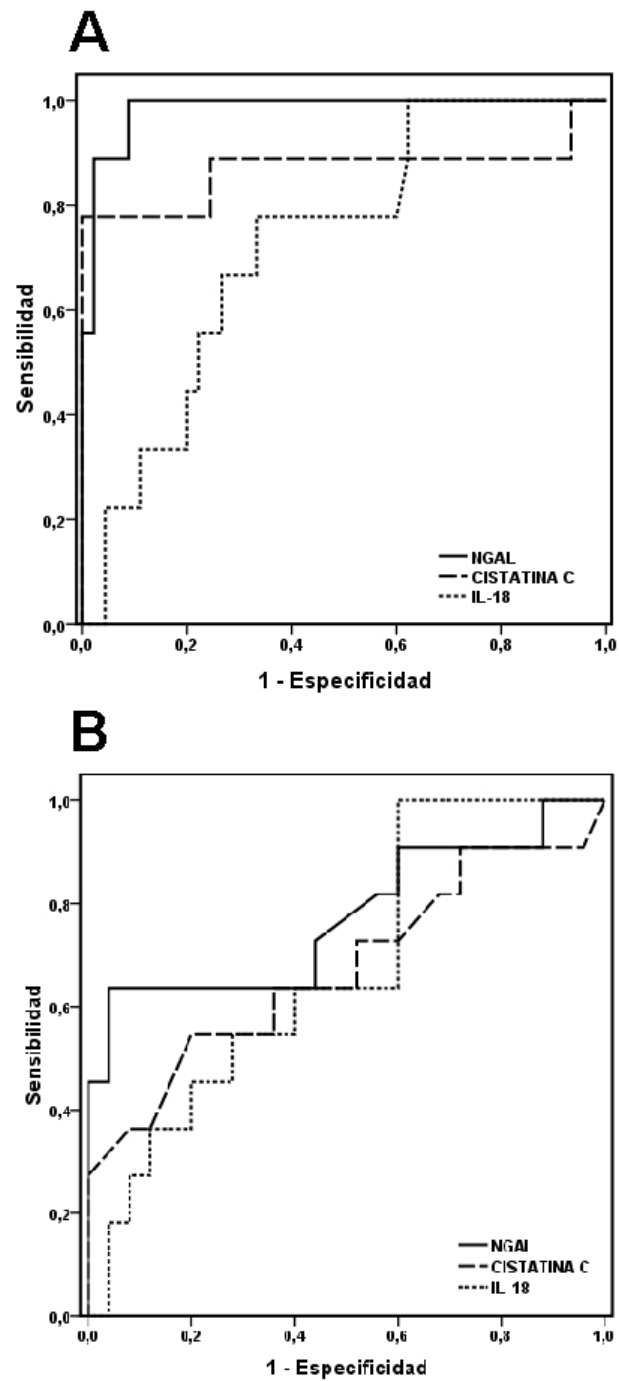 A
1,0
0,8
0,6
0,4
0,2
0,0
Sensibilidad
NGAL
CISTATINA C
IL-18
0,0 0,2 0,4 0,6 0,8 1,0
1 - Especificidad
B
1,0
0,8
0,6
0,4
0,2
0,0
Sensibilidad
NGAL
CISTATINA C
IL 18
0,0 0,2 0,4 0,6 0,8 1,0
1 - Especificidad